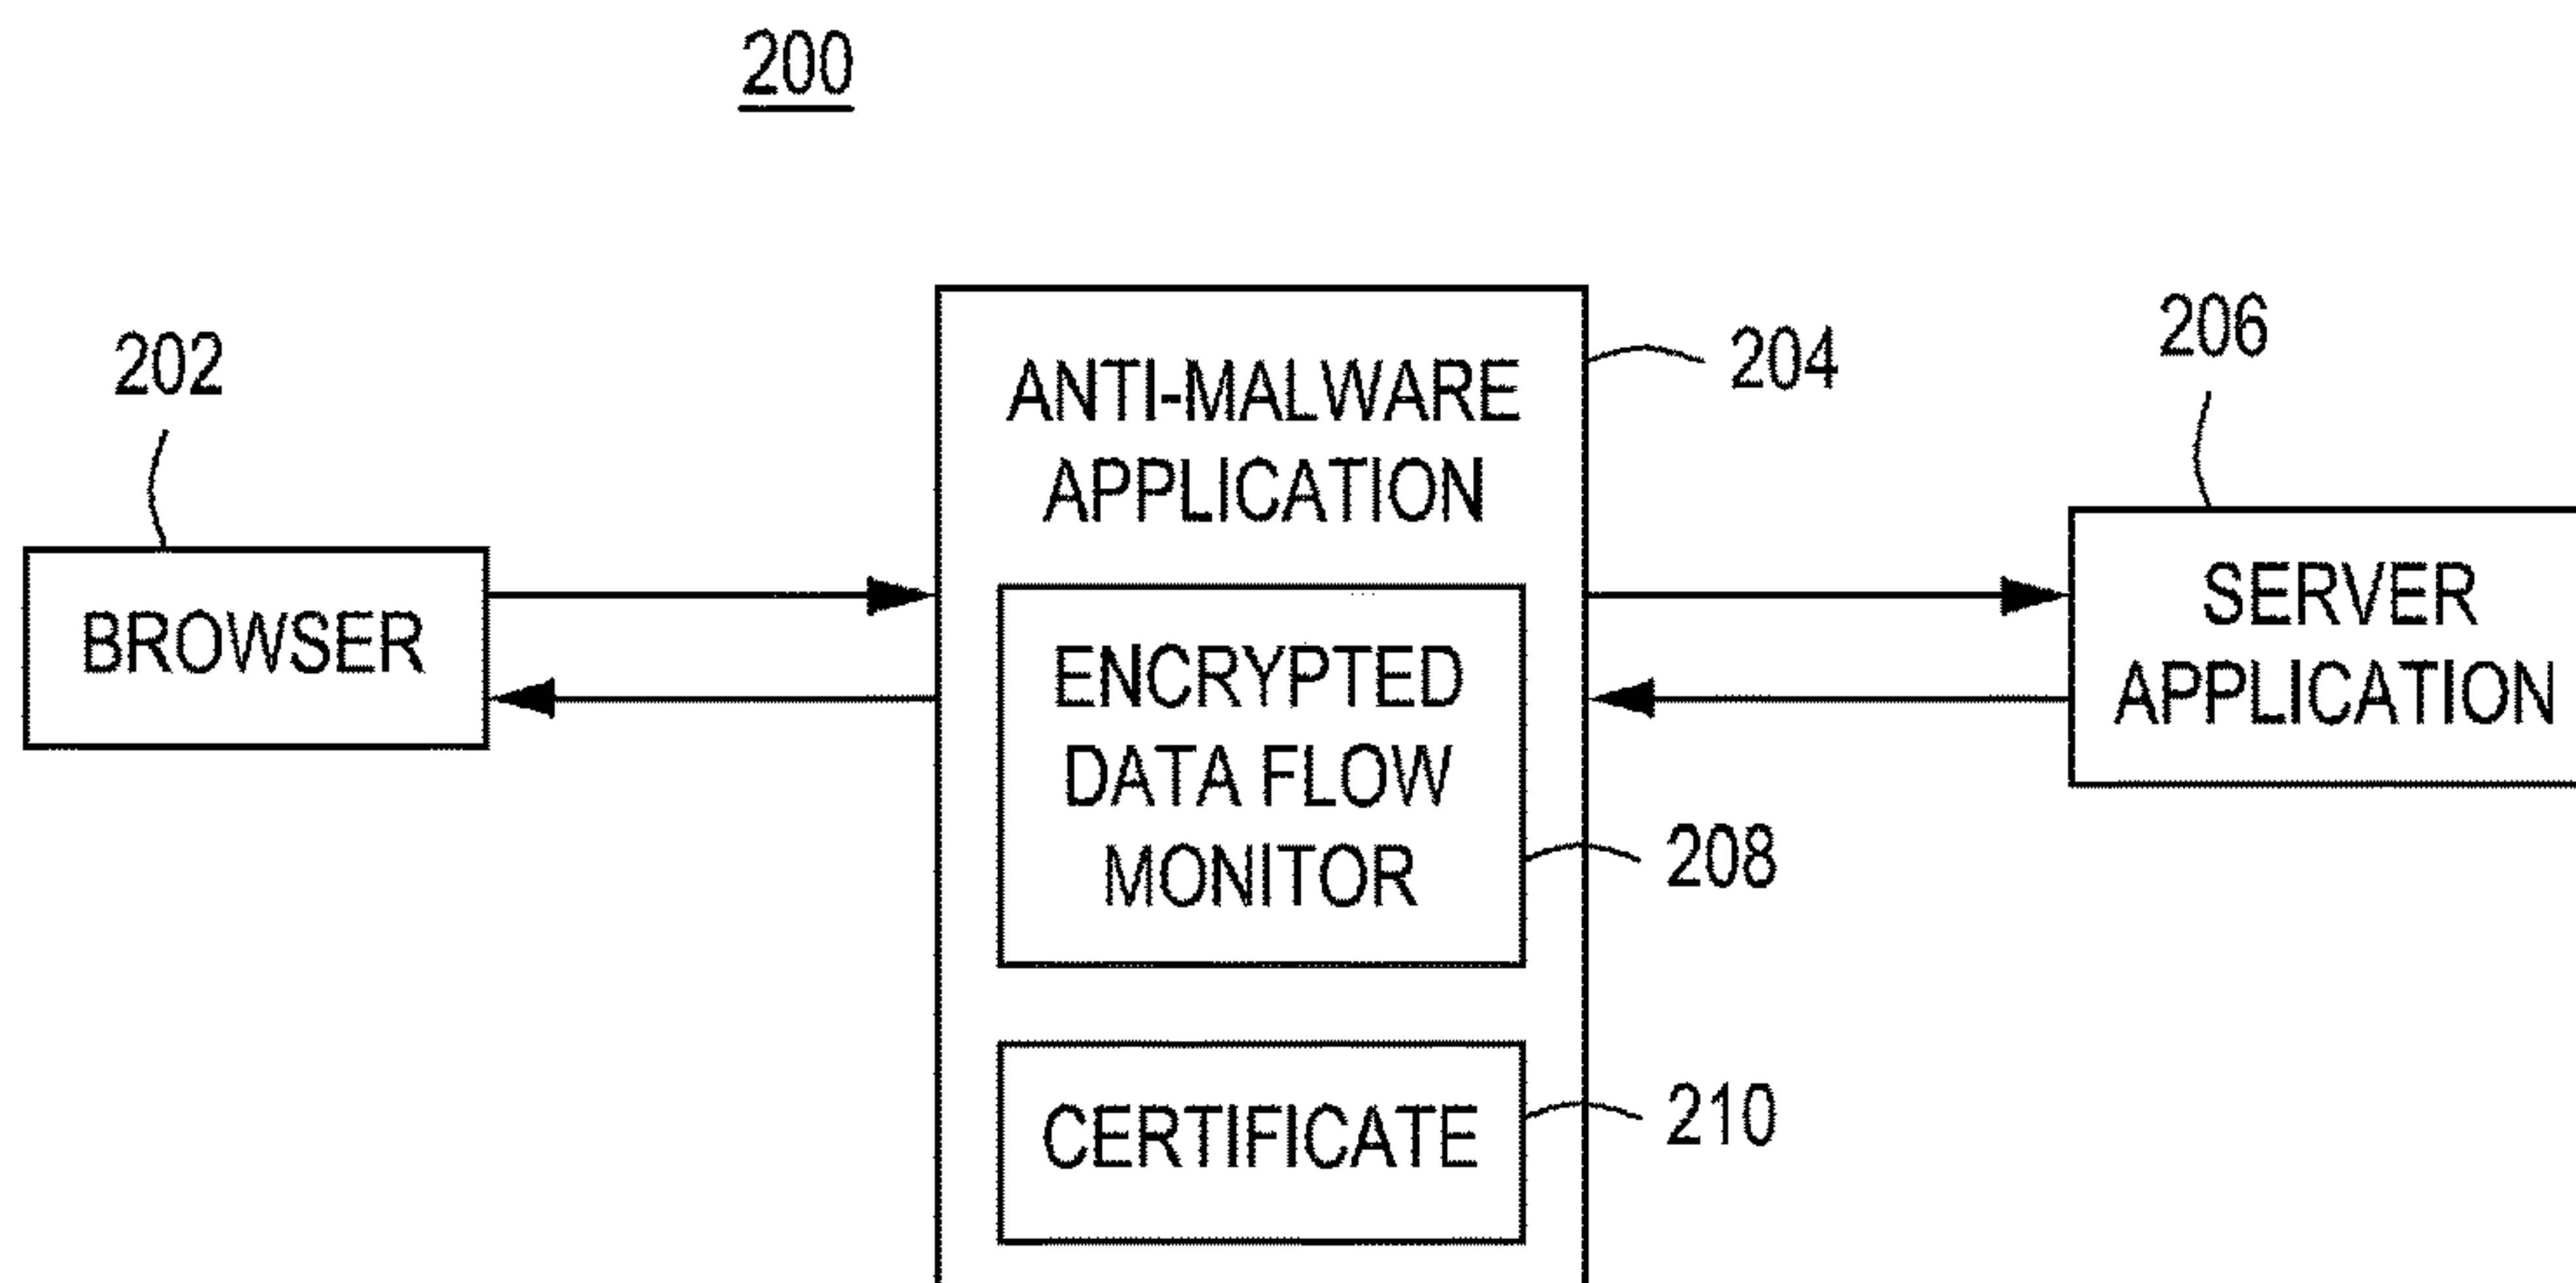 200
202
BROWSER
ANTI-MALWARE
APPLICATION
204
ENCRYPTED
DATA FLOW
MONITOR
208
CERTIFICATE
210
206
SERVER
APPLICATION